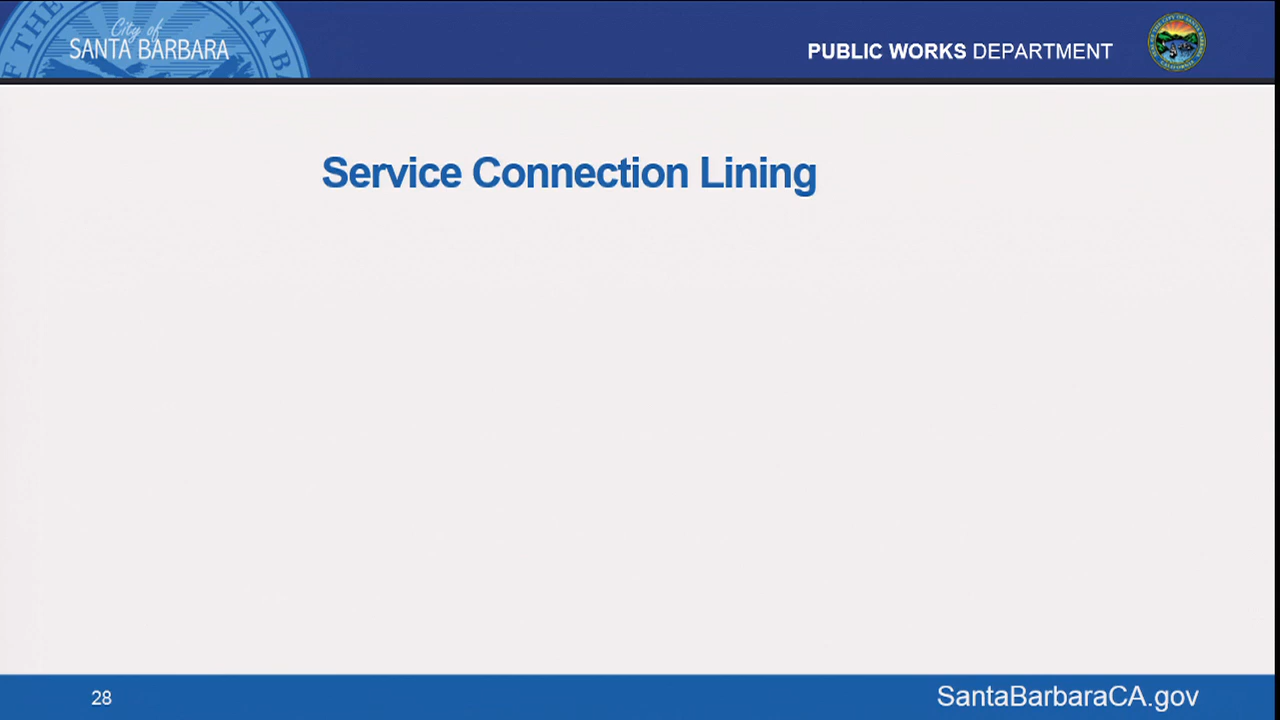 City of
SANTA BARBARA
PUBLIC WORKS DEPARTMENT
Service Connection Lining
28
SantaBarbaraCA.gov